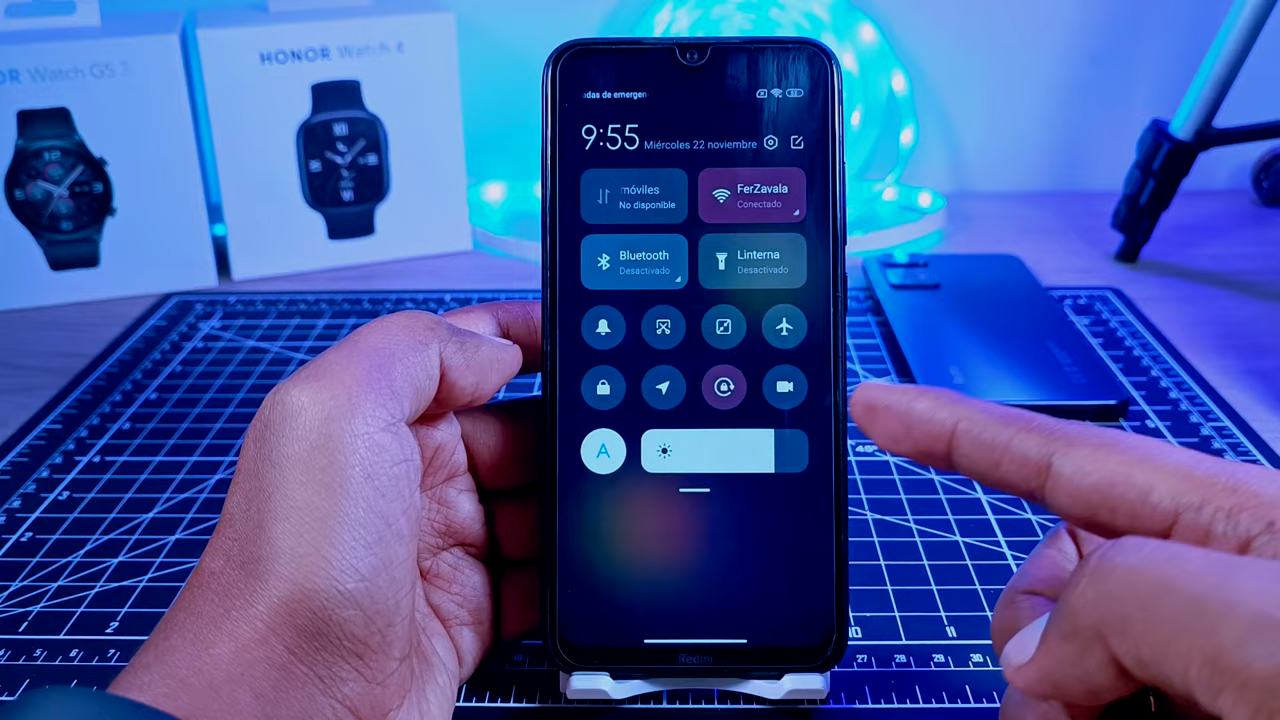 OR Watch GS 3
HONOR Watch 4
adas de emergen
9:55 Miércoles 22 noviembre
móviles
No disponible
FerZavala
Conectado
Bluetooth
Desactivado
Linterna
Desactivado
A
Redmi